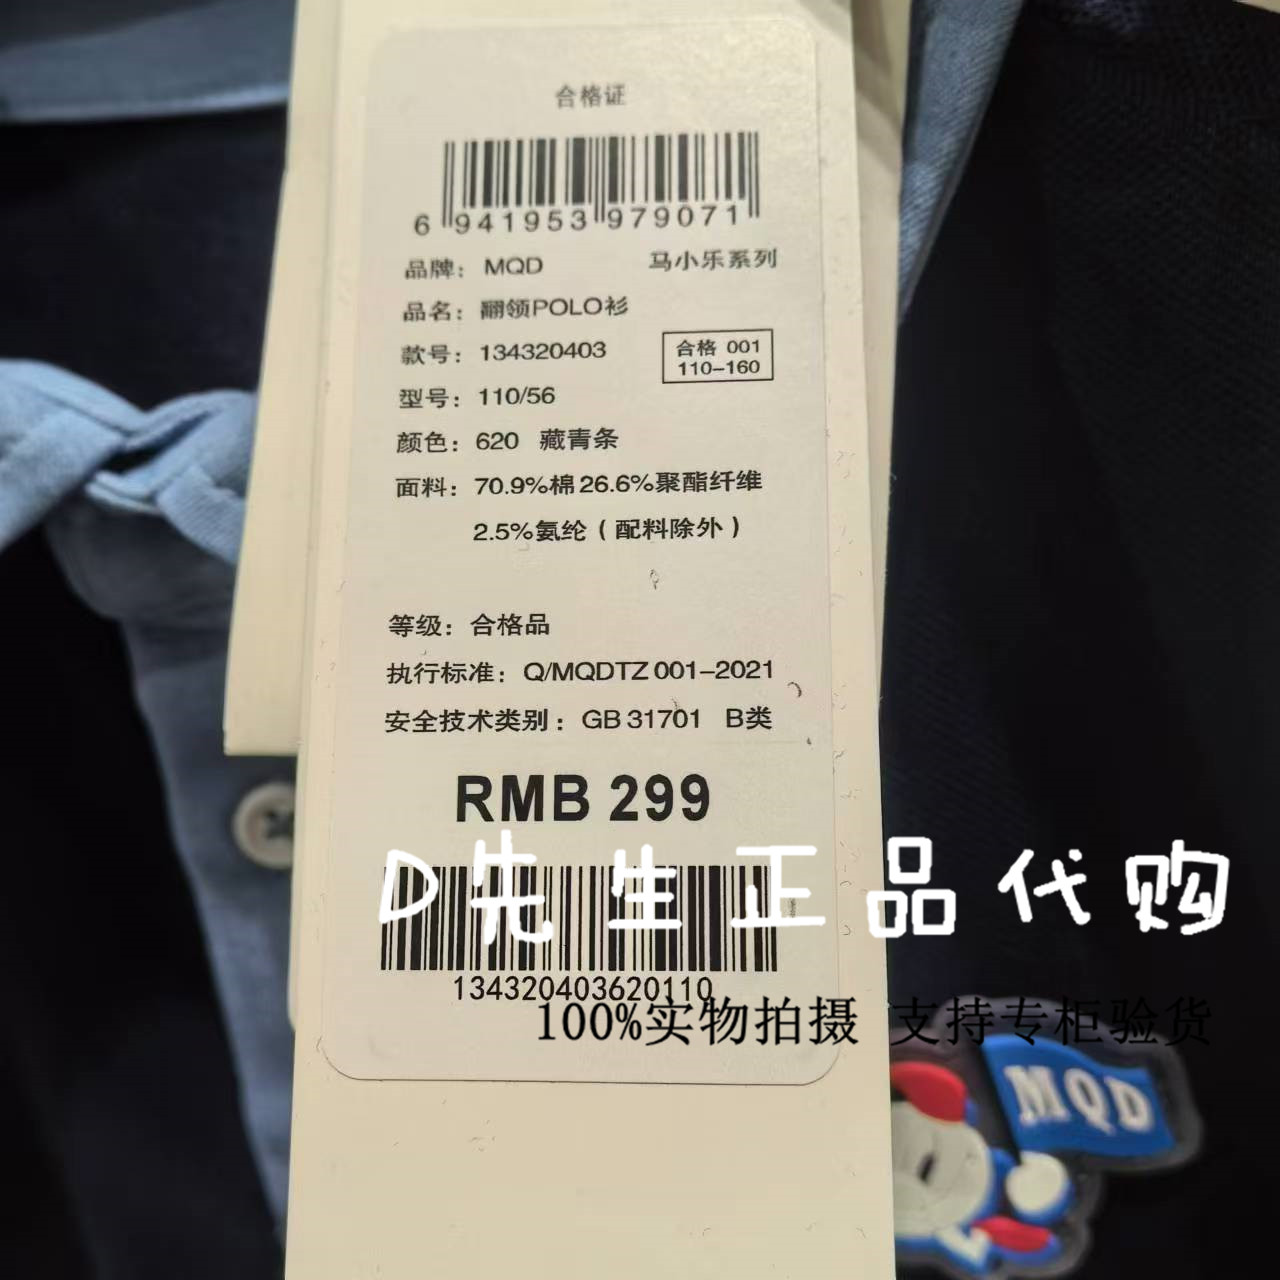 合格证
6 941953 979071
品牌: MQD 马小乐系列
品名: 翻领POLO衫
款号: 134320403
合格 001
110-160
型号: 110/56
颜色: 620 藏青条
面料: 70.9%棉 26.6%聚酯纤维
2.5%氨纶 (配料除外)
等级: 合格品
执行标准: Q/MQDTZ 001-2021
安全技术类别: GB 31701 B类
RMB 299
D先生正品代购
134320403620110
100%实物拍摄 支持专柜验货
MQD